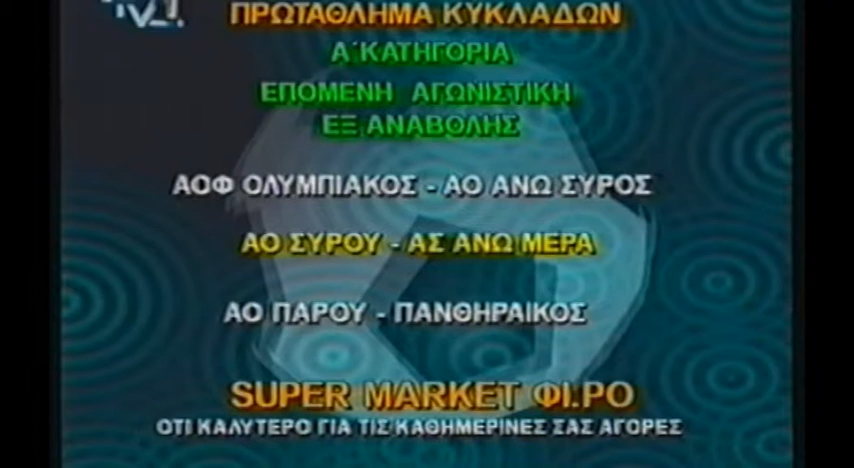 TV1!
ΠΡΩΤΑΘΛΗΜΑ ΚΥΚΛΑΔΩΝ
Α΄ΚΑΤΗΓΟΡΙΑ
ΕΠΟΜΕΝΗ ΑΓΩΝΙΣΤΙΚΗ
ΕΞ ΑΝΑΒΟΛΗΣ
ΑΟΦ ΟΛΥΜΠΙΑΚΟΣ - ΑΟ ΑΝΩ ΣΥΡΟΣ
ΑΟ ΣΥΡΟΥ - ΑΣ ΑΝΩ ΜΕΡΑ
ΑΟ ΠΑΡΟΥ - ΠΑΝΘΗΡΑΙΚΟΣ
SUPER MARKET ΦΙ.ΡΟ
ΟΤΙ ΚΑΛΥΤΕΡΟ ΓΙΑ ΤΙΣ ΚΑΘΗΜΕΡΙΝΕΣ ΣΑΣ ΑΓΟΡΕΣ